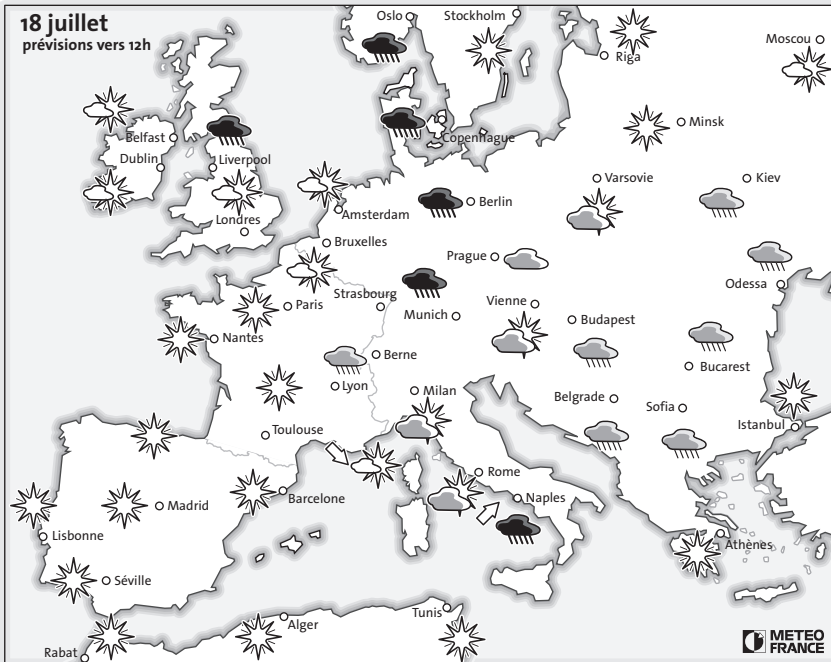 18 juillet
prévisions vers 12h
Oslo
Stockholm
Moscou
Riga
Belfast
Minsk
Copenhague
Dublin
Liverpool
Varsovie
Kiev
Berlin
Amsterdam
Londres
Bruxelles
Prague
Odessa
Strasbourg
Vienne
Paris
Munich
Budapest
Nantes
Berne
Bucarest
Lyon
Milan
Belgrade
Sofia
Istanbul
Toulouse
Rome
Naples
Barcelone
Madrid
Lisbonne
Athènes
Séville
Tunis
Alger
Rabat
METEO
FRANCE